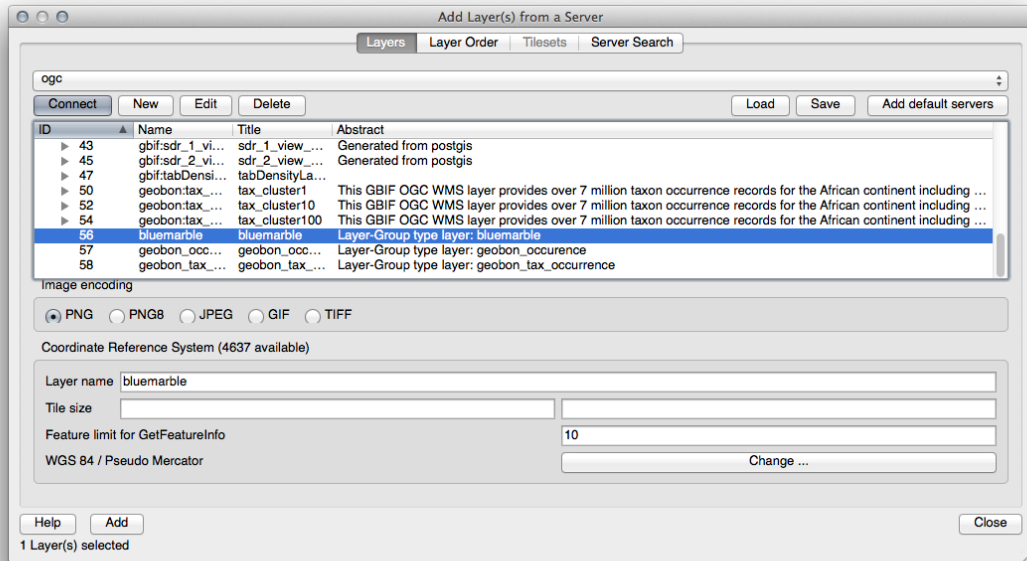 Add Layer(s) from a Server
Layers Layer Order Tilesets Server Search
ogc
Connect New Edit Delete Load Save Add default servers
ID Name Title Abstract
43 gbif:sdr_1_vi... sdr_1_view_... Generated from postgis
45 gbif:sdr_2_vi... sdr_2_view_... Generated from postgis
47 gbif:tabDensi... tabDensityLa...
50 geobon:tax_... tax_cluster1 This GBIF OGC WMS layer provides over 7 million taxon occurrence records for the African continent including ...
52 geobon:tax_... tax_cluster10 This GBIF OGC WMS layer provides over 7 million taxon occurrence records for the African continent including ...
54 geobon:tax_... tax_cluster100 This GBIF OGC WMS layer provides over 7 million taxon occurrence records for the African continent including ...
56 bluemarble bluemarble Layer-Group type layer: bluemarble
57 geobon_occ... geobon_occ... Layer-Group type layer: geobon_occurence
58 geobon_tax_... geobon_tax_... Layer-Group type layer: geobon_tax_occurrence
Image encoding
PNG PNG8 JPEG GIF TIFF
Coordinate Reference System (4637 available)
Layer name bluemarble
Tile size
Feature limit for GetFeatureInfo 10
WGS 84 / Pseudo Mercator Change ...
Help Add Close
1 Layer(s) selected